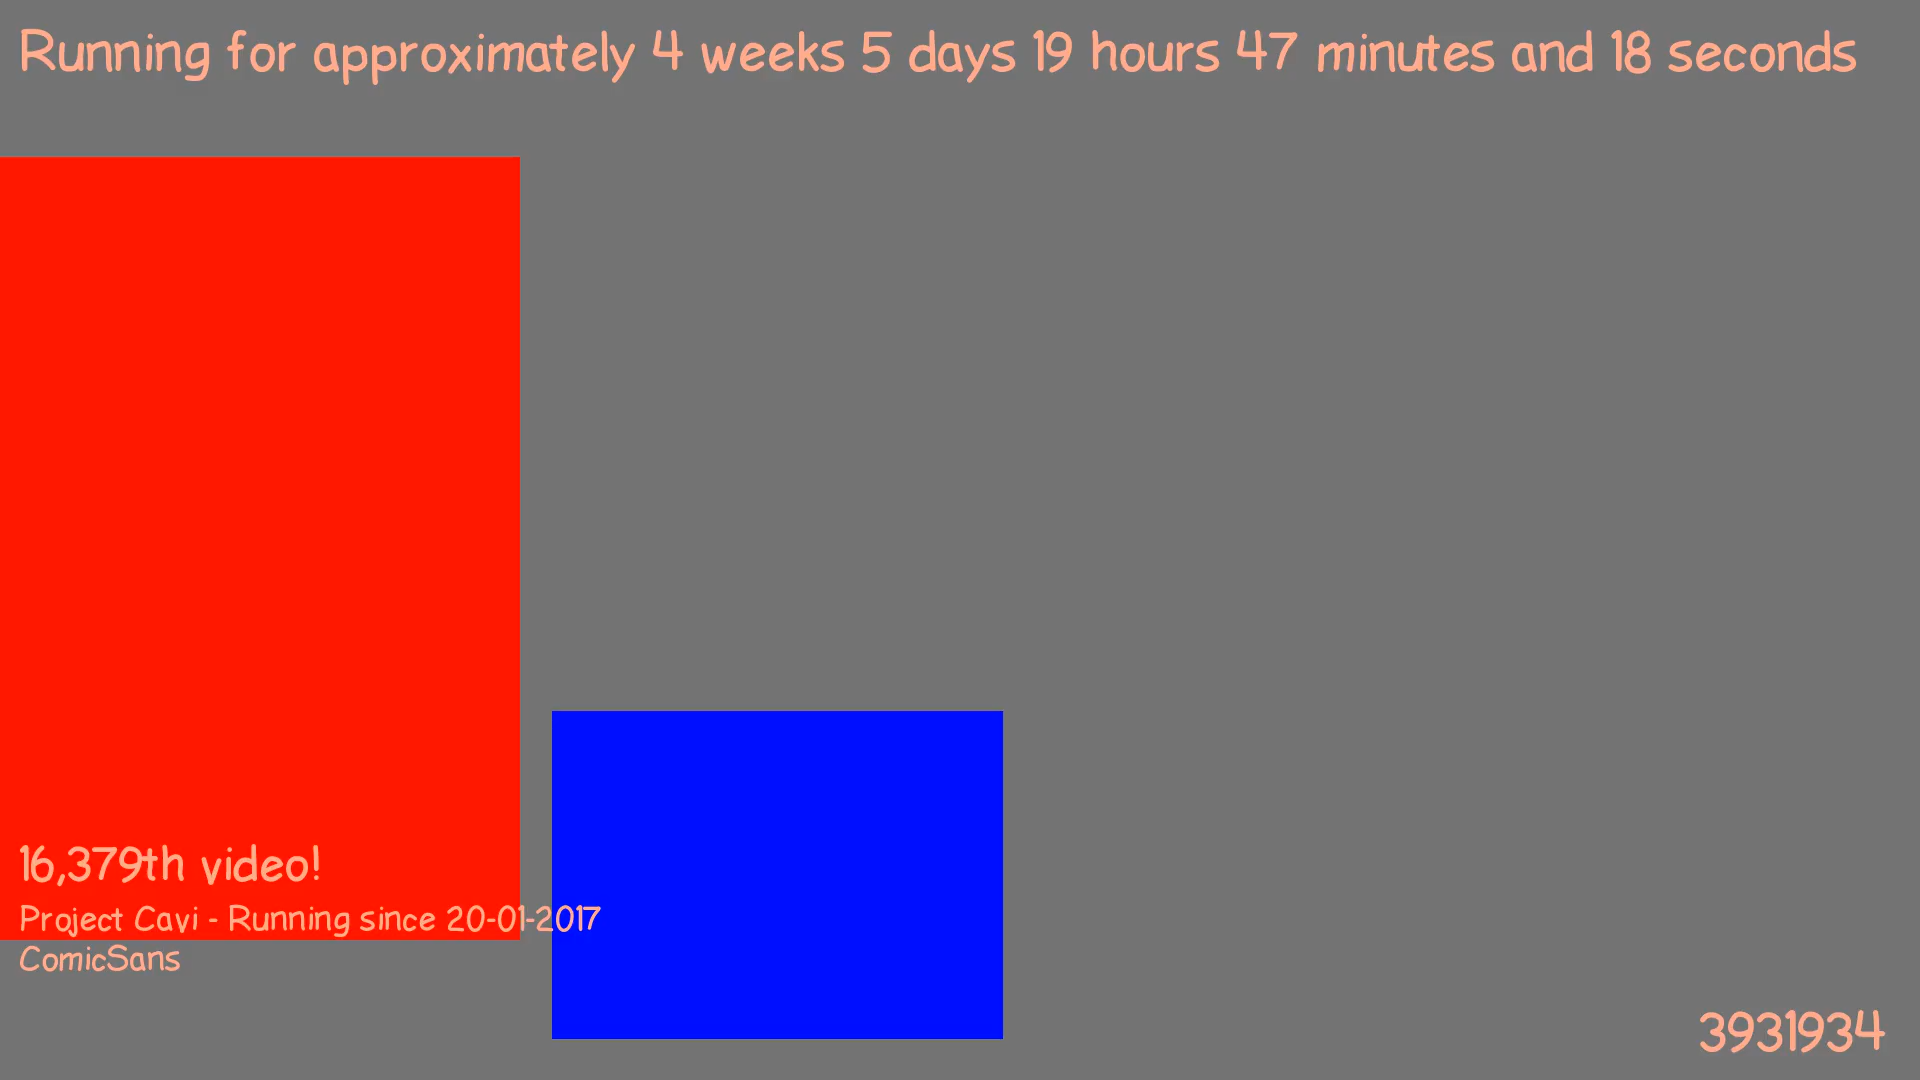 Running for approximately 4 weeks 5 days 19 hours 47 minutes and 18 seconds
16,379th video!
Project Cavi - Running since 20-01-2017
ComicSans
3931934